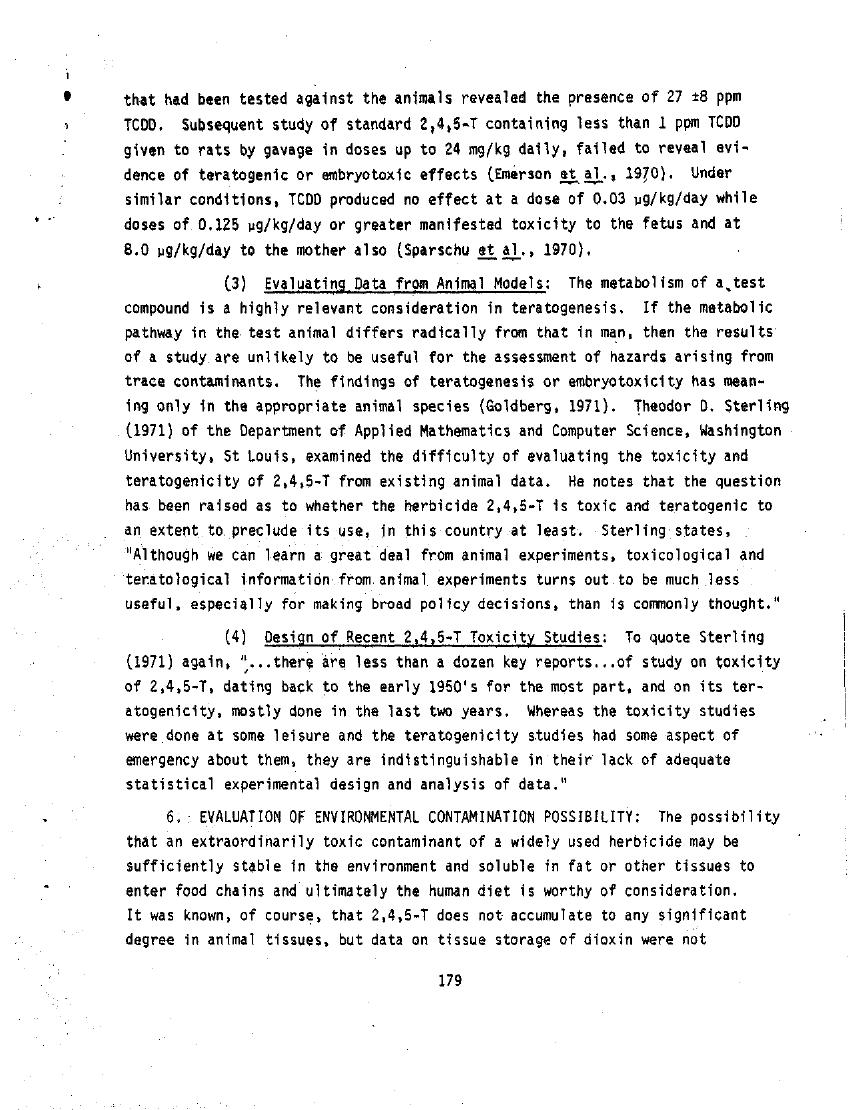 that had been tested against the animals revealed the presence of 27 ±8 ppm
TCDD. Subsequent study of standard 2,4,5-T containing less than 1 ppm TCDD
given to rats by gavage in doses up to 24 mg/kg daily, failed to reveal evi-
dence of teratogenic or embryotoxic effects (Emerson et al., 1970). Under
similar conditions, TCDD produced no effect at a dose of 0.03 µg/kg/day while
doses of 0.125 µg/kg/day or greater manifested toxicity to the fetus and at
8.0 µg/kg/day to the mother also (Sparschu et al., 1970).
(3) Evaluating Data from Animal Models: The metabolism of a test
compound is a highly relevant consideration in teratogenesis. If the metabolic
pathway in the test animal differs radically from that in man, then the results
of a study are unlikely to be useful for the assessment of hazards arising from
trace contaminants. The findings of teratogenesis or embryotoxicity has mean-
ing only in the appropriate animal species (Goldberg, 1971). Theodor D. Sterling
(1971) of the Department of Applied Mathematics and Computer Science, Washington
University, St Louis, examined the difficulty of evaluating the toxicity and
teratogenicity of 2,4,5-T from existing animal data. He notes that the question
has been raised as to whether the herbicide 2,4,5-T is toxic and teratogenic to
an extent to preclude its use, in this country at least. Sterling states,
"Although we can learn a great deal from animal experiments, toxicological and
teratological information from animal experiments turns out to be much less
useful, especially for making broad policy decisions, than is commonly thought."
(4) Design of Recent 2,4,5-T Toxicity Studies: To quote Sterling
(1971) again, "...there are less than a dozen key reports...of study on toxicity
of 2,4,5-T, dating back to the early 1950's for the most part, and on its ter-
atogenicity, mostly done in the last two years. Whereas the toxicity studies
were done at some leisure and the teratogenicity studies had some aspect of
emergency about them, they are indistinguishable in their lack of adequate
statistical experimental design and analysis of data."
6. EVALUATION OF ENVIRONMENTAL CONTAMINATION POSSIBILITY: The possibility
that an extraordinarily toxic contaminant of a widely used herbicide may be
sufficiently stable in the environment and soluble in fat or other tissues to
enter food chains and ultimately the human diet is worthy of consideration.
It was known, of course, that 2,4,5-T does not accumulate to any significant
degree in animal tissues, but data on tissue storage of dioxin were not
179